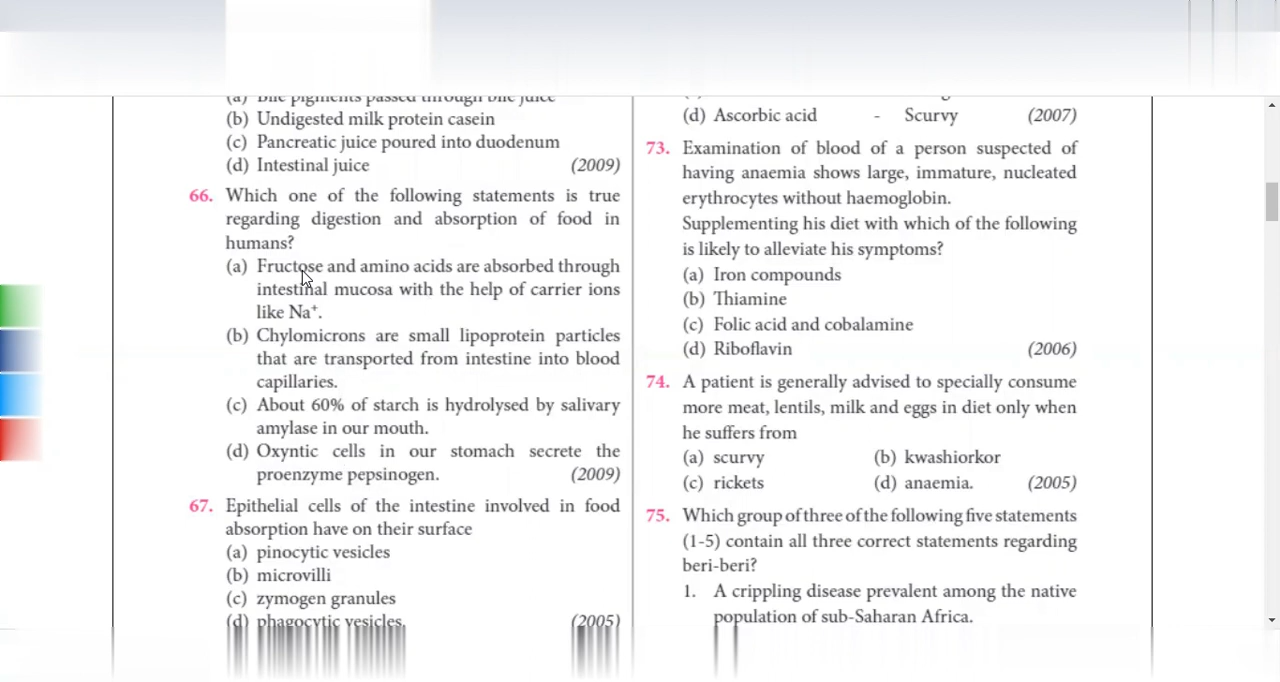 (a) Bile pigments passed through bile juice
(b) Undigested milk protein casein
(c) Pancreatic juice poured into duodenum
(d) Intestinal juice (2009)
66. Which one of the following statements is true
regarding digestion and absorption of food in
humans?
(a) Fructose and amino acids are absorbed through
intestinal mucosa with the help of carrier ions
like Na⁺.
(b) Chylomicrons are small lipoprotein particles
that are transported from intestine into blood
capillaries.
(c) About 60% of starch is hydrolysed by salivary
amylase in our mouth.
(d) Oxyntic cells in our stomach secrete the
proenzyme pepsinogen. (2009)
67. Epithelial cells of the intestine involved in food
absorption have on their surface
(a) pinocytic vesicles
(b) microvilli
(c) zymogen granules
(d) phagocytic vesicles. (2005)
(d) Ascorbic acid - Scurvy (2007)
73. Examination of blood of a person suspected of
having anaemia shows large, immature, nucleated
erythrocytes without haemoglobin.
Supplementing his diet with which of the following
is likely to alleviate his symptoms?
(a) Iron compounds
(b) Thiamine
(c) Folic acid and cobalamine
(d) Riboflavin (2006)
74. A patient is generally advised to specially consume
more meat, lentils, milk and eggs in diet only when
he suffers from
(a) scurvy (b) kwashiorkor
(c) rickets (d) anaemia. (2005)
75. Which group of three of the following five statements
(1-5) contain all three correct statements regarding
beri-beri?
1. A crippling disease prevalent among the native
population of sub-Saharan Africa.